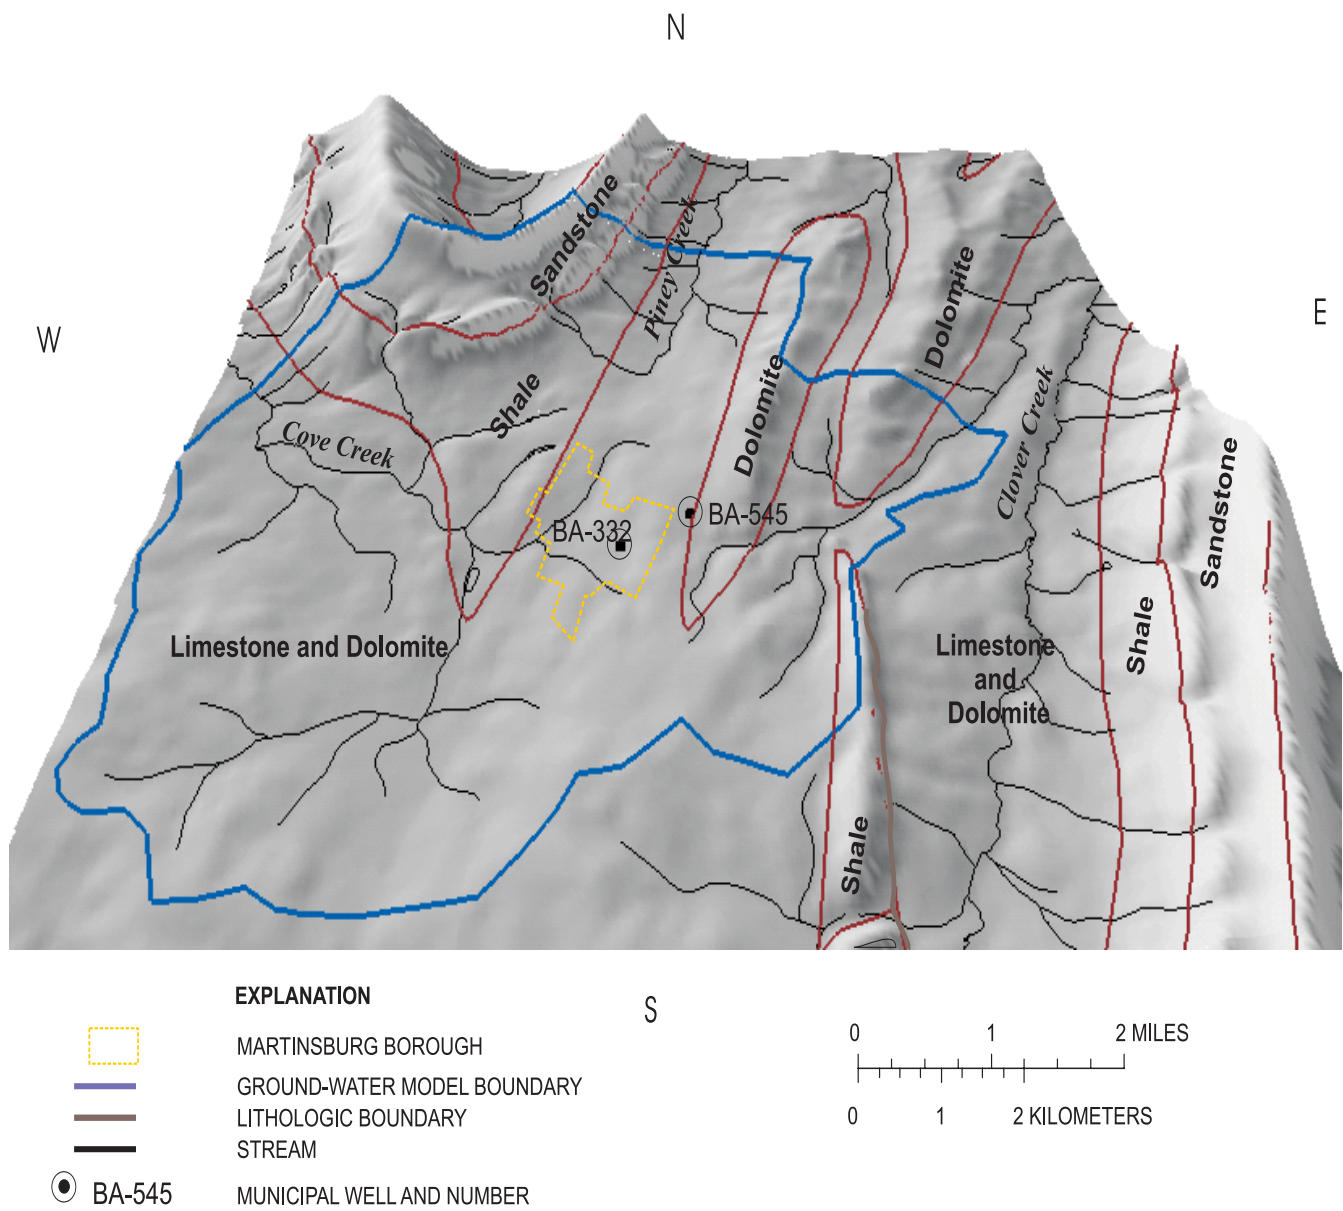 N
W
E
Sandstone
Piney Creek
Dolomite
Shale
Dolomite
Cove Creek
Clover Creek
Sandstone
BA-545
BA-332
Shale
Limestone and Dolomite
Limestone
and
Dolomite
Shale
EXPLANATION
S
MARTINSBURG BOROUGH
GROUND-WATER MODEL BOUNDARY
LITHOLOGIC BOUNDARY
STREAM
BA-545 MUNICIPAL WELL AND NUMBER
0 1 2 MILES
0 1 2 KILOMETERS